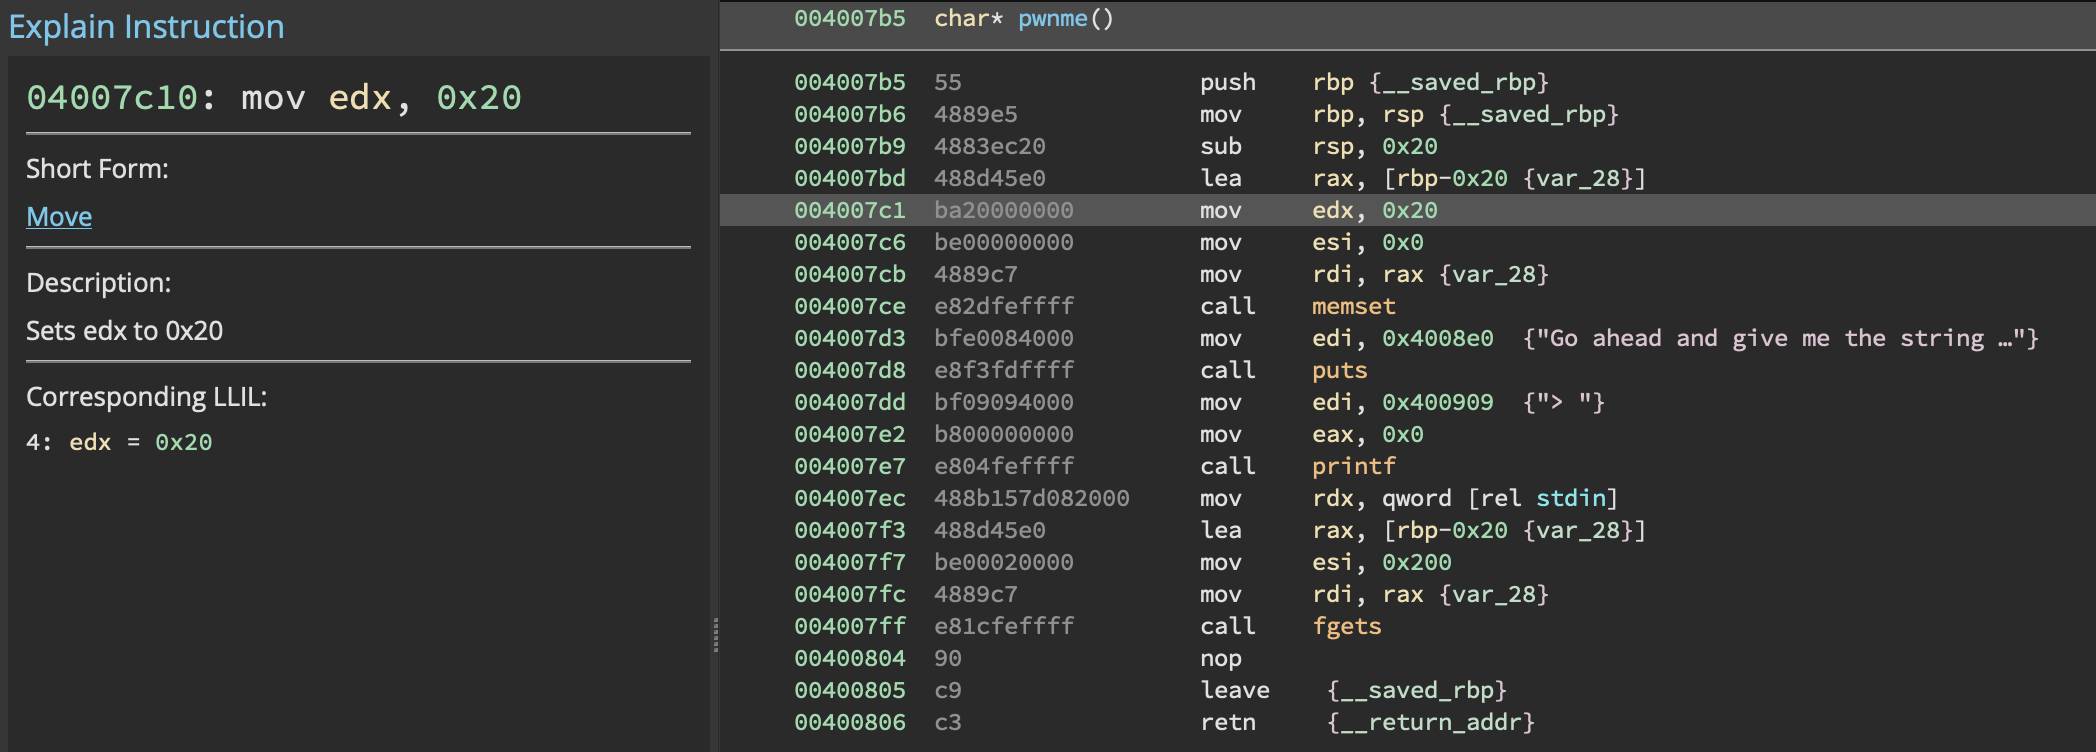 Explain Instruction
04007c10: mov edx, 0x20
Short Form:
Move
Description:
Sets edx to 0x20
Corresponding LLIL:
4: edx = 0x20
004007b5 char* pwnme()
004007b5 55 push rbp {__saved_rbp}
004007b6 4889e5 mov rbp, rsp {__saved_rbp}
004007b9 4883ec20 sub rsp, 0x20
004007bd 488d45e0 lea rax, [rbp-0x20 {var_28}]
004007c1 ba20000000 mov edx, 0x20
004007c6 be00000000 mov esi, 0x0
004007cb 4889c7 mov rdi, rax {var_28}
004007ce e82dfeffff call memset
004007d3 bfe0084000 mov edi, 0x4008e0 {"Go ahead and give me the string …"}
004007d8 e8f3fdffff call puts
004007dd bf09094000 mov edi, 0x400909 {"> "}
004007e2 b800000000 mov eax, 0x0
004007e7 e804feffff call printf
004007ec 488b157d082000 mov rdx, qword [rel stdin]
004007f3 488d45e0 lea rax, [rbp-0x20 {var_28}]
004007f7 be00020000 mov esi, 0x200
004007fc 4889c7 mov rdi, rax {var_28}
004007ff e81cfeffff call fgets
00400804 90 nop
00400805 c9 leave {__saved_rbp}
00400806 c3 retn {__return_addr}